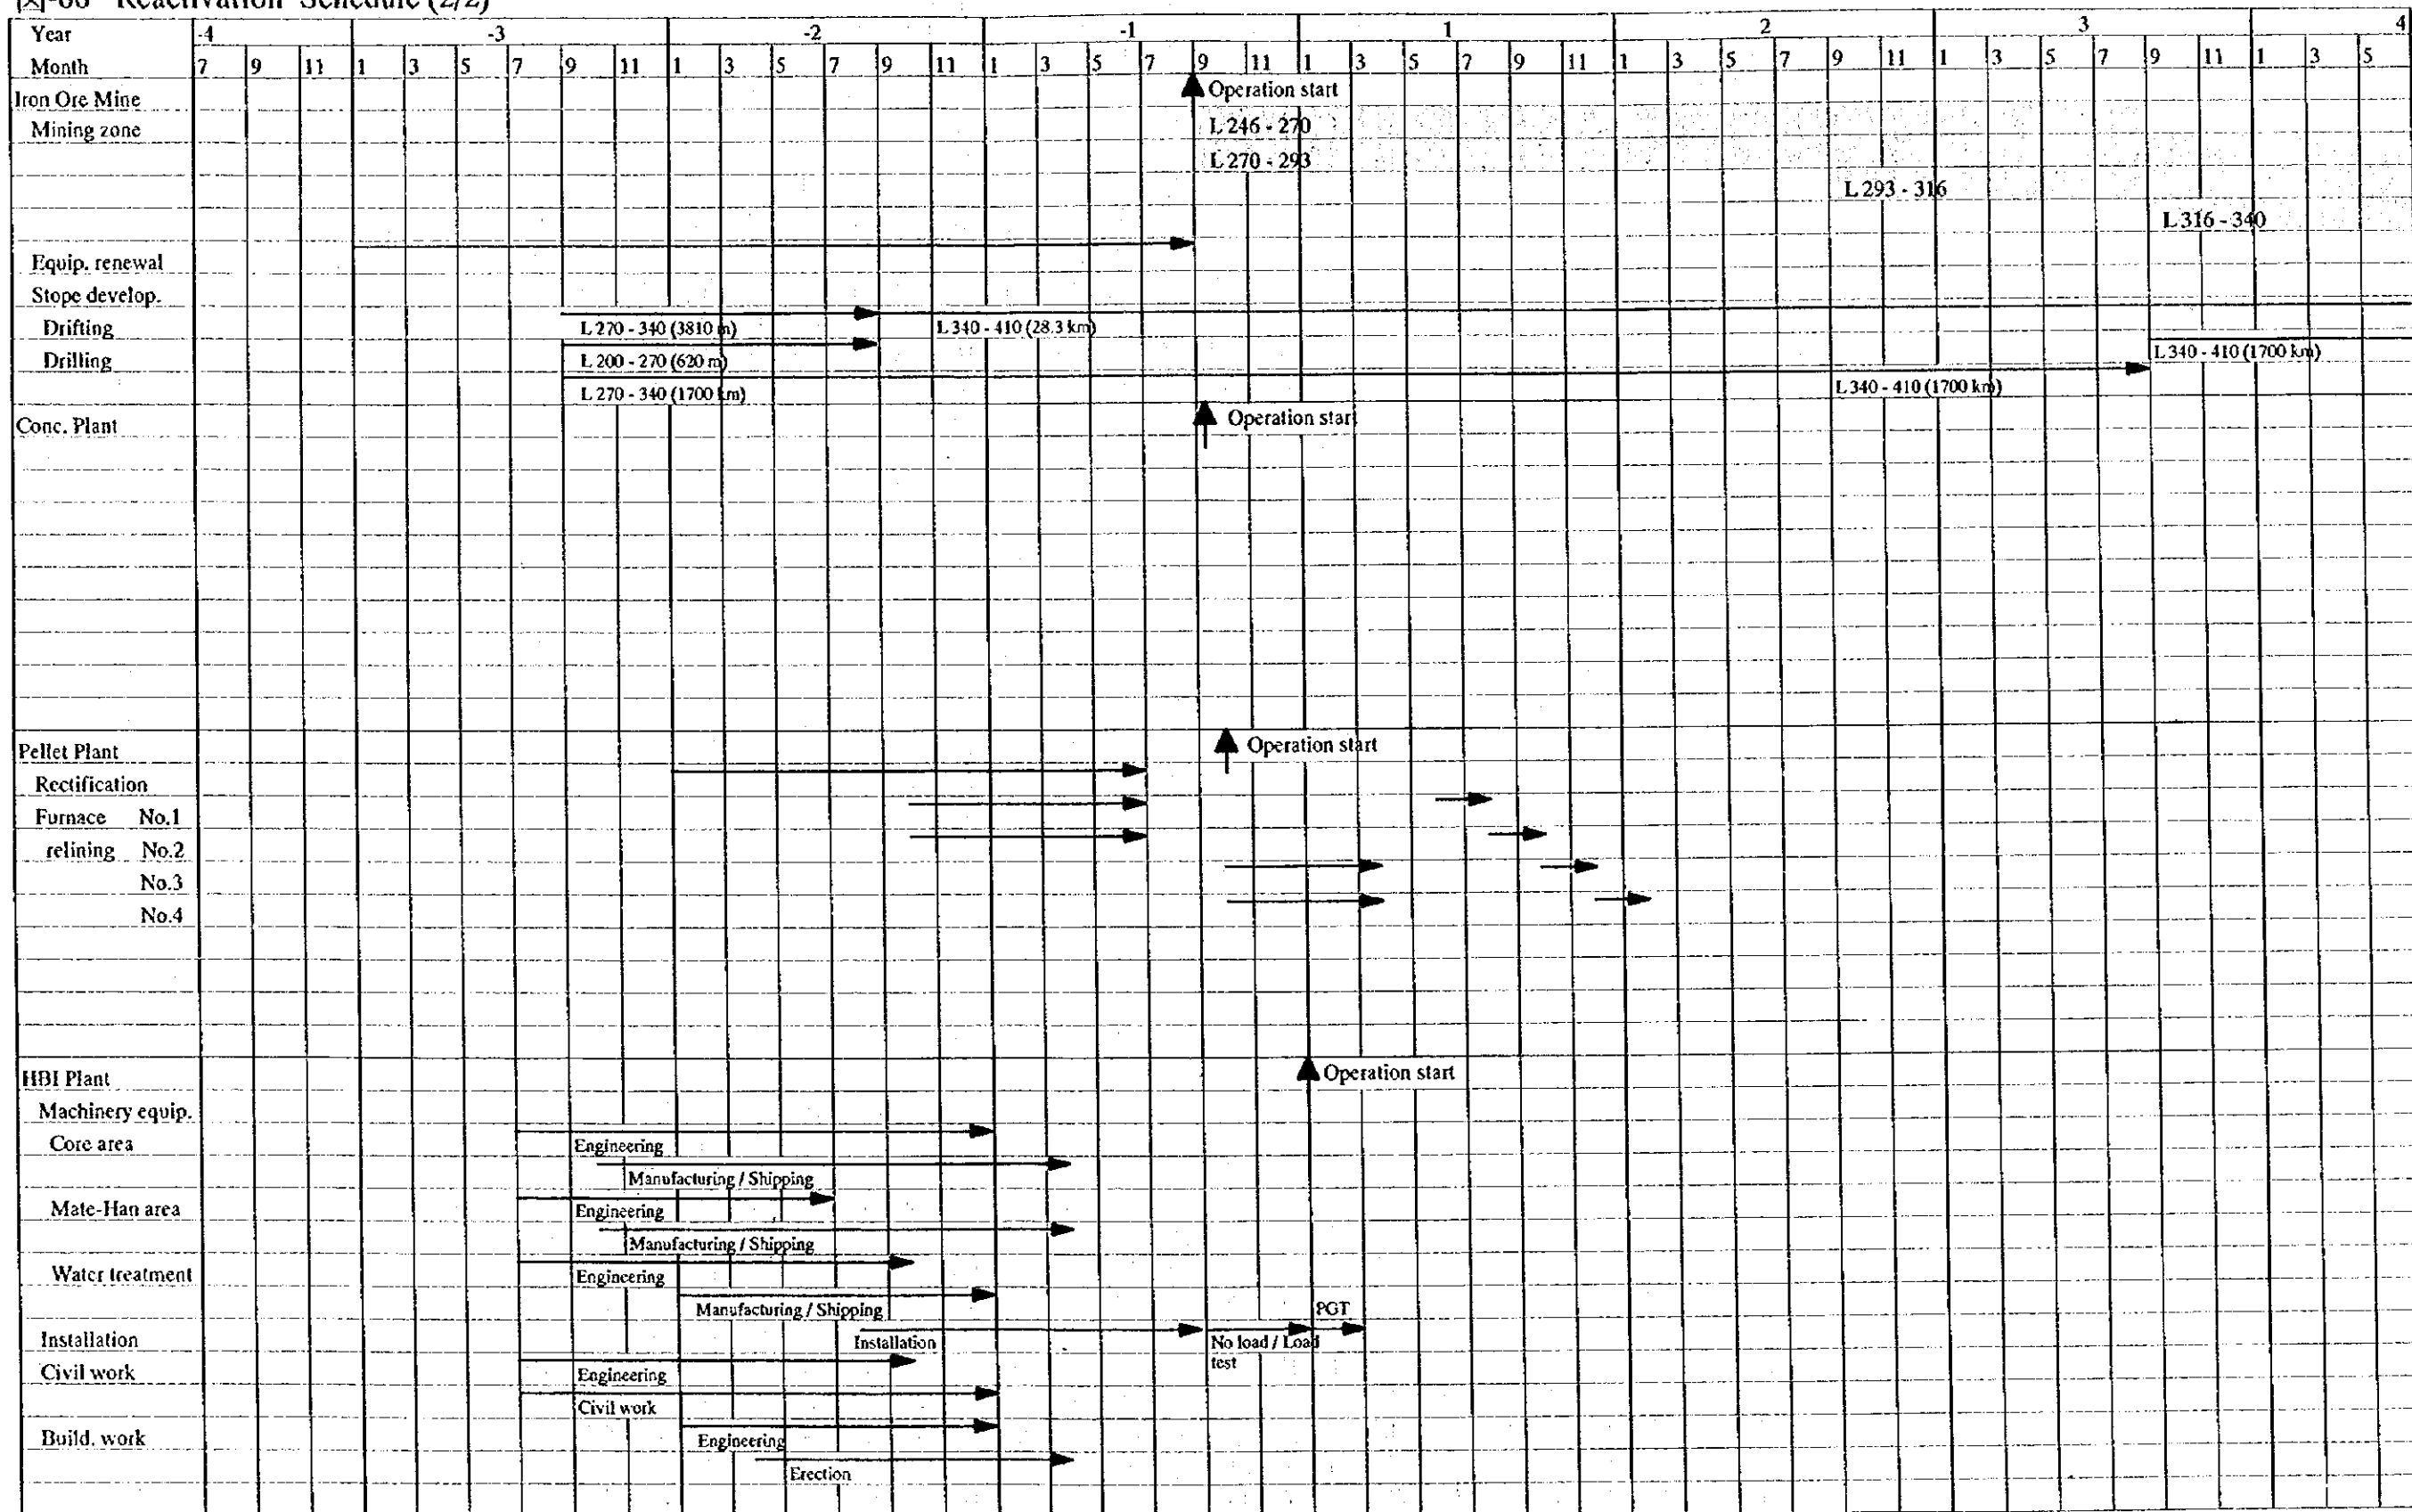 図-66 Reactivation Schedule (2/2)
Year -4 -3 -2 -1 1 2 3 4
Month 7 9 11 1 3 5 7 9 11 1 3 5 7 9 11 1 3 5 7 9 11 1 3 5 7 9 11 1 3 5 7 9 11 1 3 5 7 9 11 1 3 5
Iron Ore Mine Operation start
Mining zone L 246 - 270
L 270 - 293
L 293 - 316
L 316 - 340
Equip. renewal
Stope develop.
Drifting L 270 - 340 (3810 m) L 340 - 410 (28.3 km)
Drilling L 200 - 270 (620 m) L 340 - 410 (1700 km)
L 270 - 340 (1700 km) L 340 - 410 (1700 km)
Conc. Plant Operation start
Pellet Plant Operation start
Rectification
Furnace No.1
relining No.2
No.3
No.4
HBI Plant Operation start
Machinery equip.
Core area Engineering
Manufacturing / Shipping
Mate-Han area Engineering
Manufacturing / Shipping
Water treatment Engineering
Manufacturing / Shipping PGT
Installation Installation No load / Load
test
Civil work Engineering
Civil work
Build. work Engineering
Erection